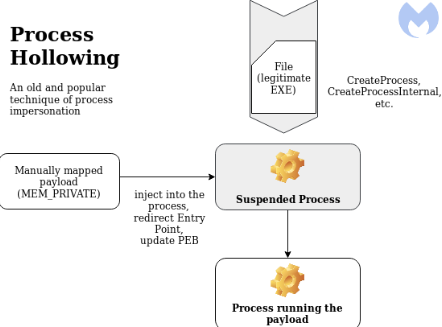 Process
Hollowing
An old and popular
technique of process
impersonation
File
(legitimate
EXE)
CreateProcess,
CreateProcessInternal,
etc.
Manually mapped
payload
(MEM_PRIVATE)
inject into the
process,
redirect Entry
Point,
update PEB
Suspended Process
Process running the
payload